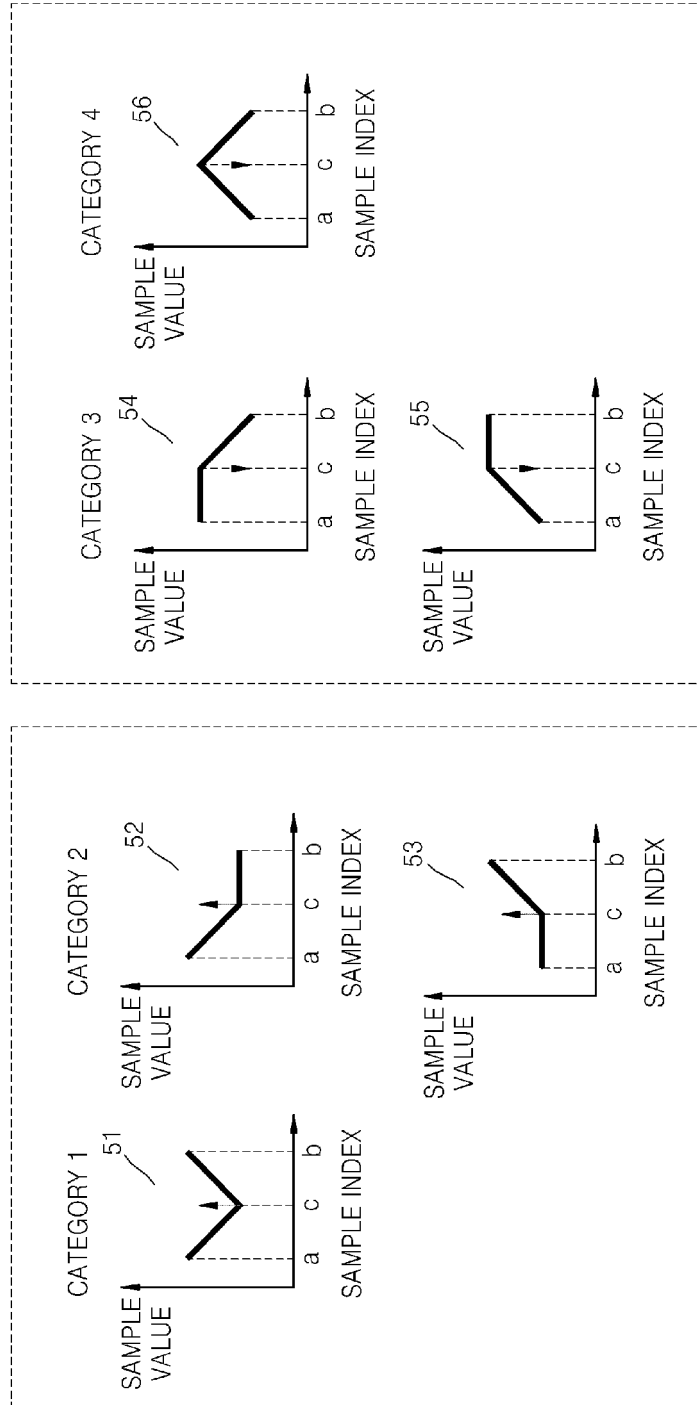 CATEGORY 1
51
SAMPLE
VALUE
a
c
b
SAMPLE INDEX
CATEGORY 2
52
SAMPLE
VALUE
a
c
b
SAMPLE INDEX
53
SAMPLE
VALUE
a
c
b
SAMPLE INDEX
CATEGORY 3
54
SAMPLE
VALUE
a
c
b
SAMPLE INDEX
55
SAMPLE
VALUE
a
c
b
SAMPLE INDEX
CATEGORY 4
56
SAMPLE
VALUE
a
c
b
SAMPLE INDEX